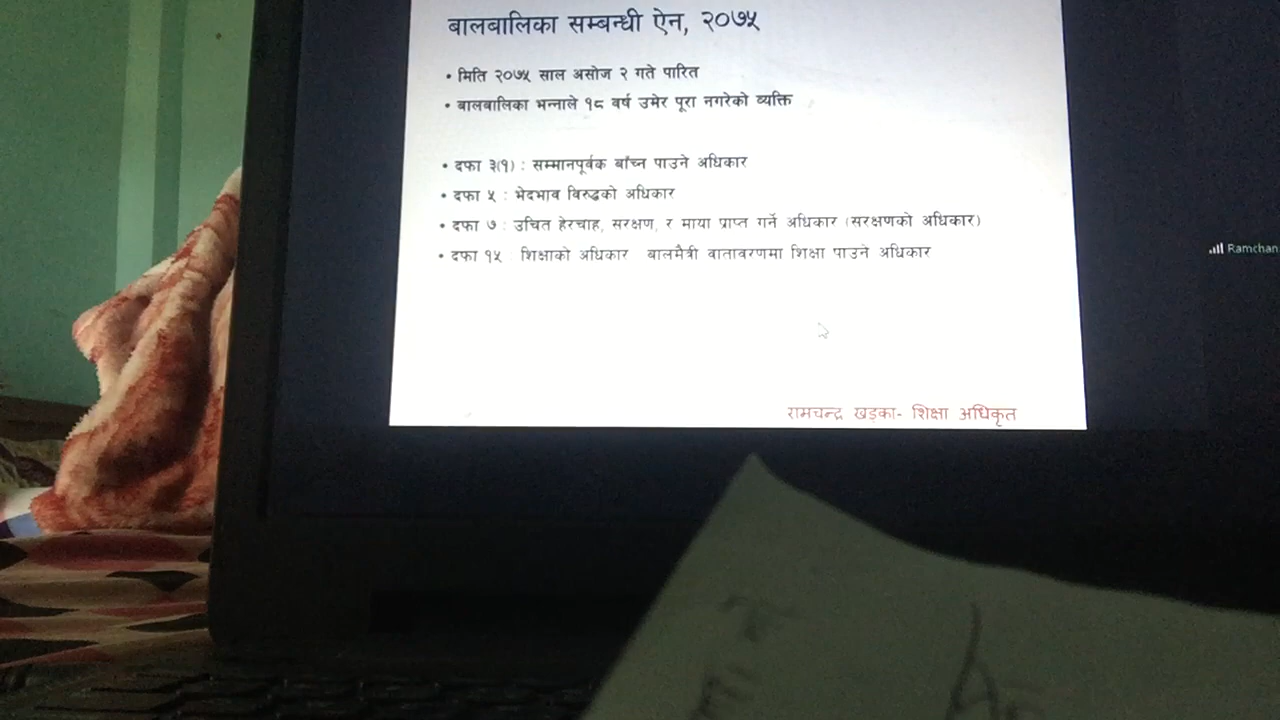 बालबालिका सम्बन्धी ऐन, २०७५
• मिति २०७५ साल असोज २ गते पारित
• बालबालिका भन्नाले १८ वर्ष उमेर पूरा नगरेको व्यक्ति
• दफा ३(१) : सम्मानपूर्वक बाँच्न पाउने अधिकार
• दफा ५ : भेदभाव विरुद्धको अधिकार
• दफा ७ : उचित हेरचाह, सरक्षण, र माया प्राप्त गर्ने अधिकार (सरक्षणको अधिकार)
• दफा १५ : शिक्षाको अधिकार बालमैत्री वातावरणमा शिक्षा पाउने अधिकार
Ramchan
रामचन्द्र खड्का- शिक्षा अधिकृत